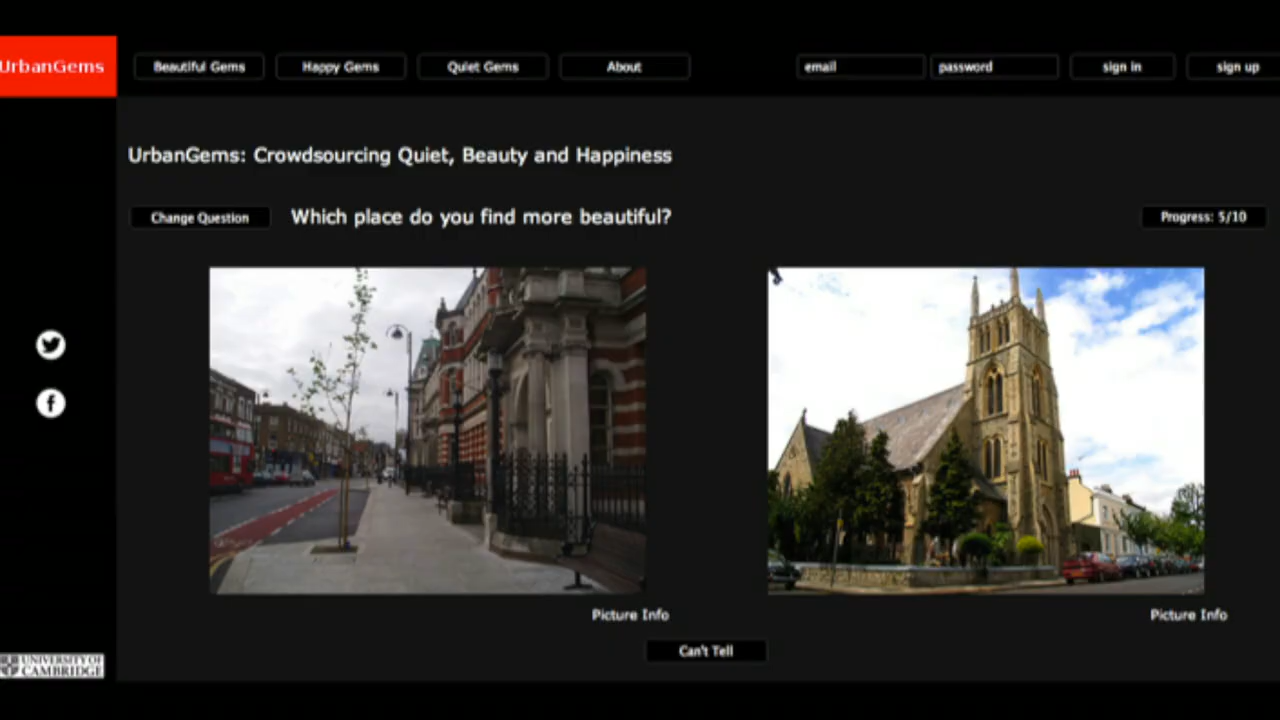 UrbanGems
Beautiful Gems
Happy Gems
Quiet Gems
About
email
password
sign in
sign up
UrbanGems: Crowdsourcing Quiet, Beauty and Happiness
Change Question
Which place do you find more beautiful?
Progress: 5/10
Picture Info
Picture Info
Can't Tell
UNIVERSITY OF
CAMBRIDGE